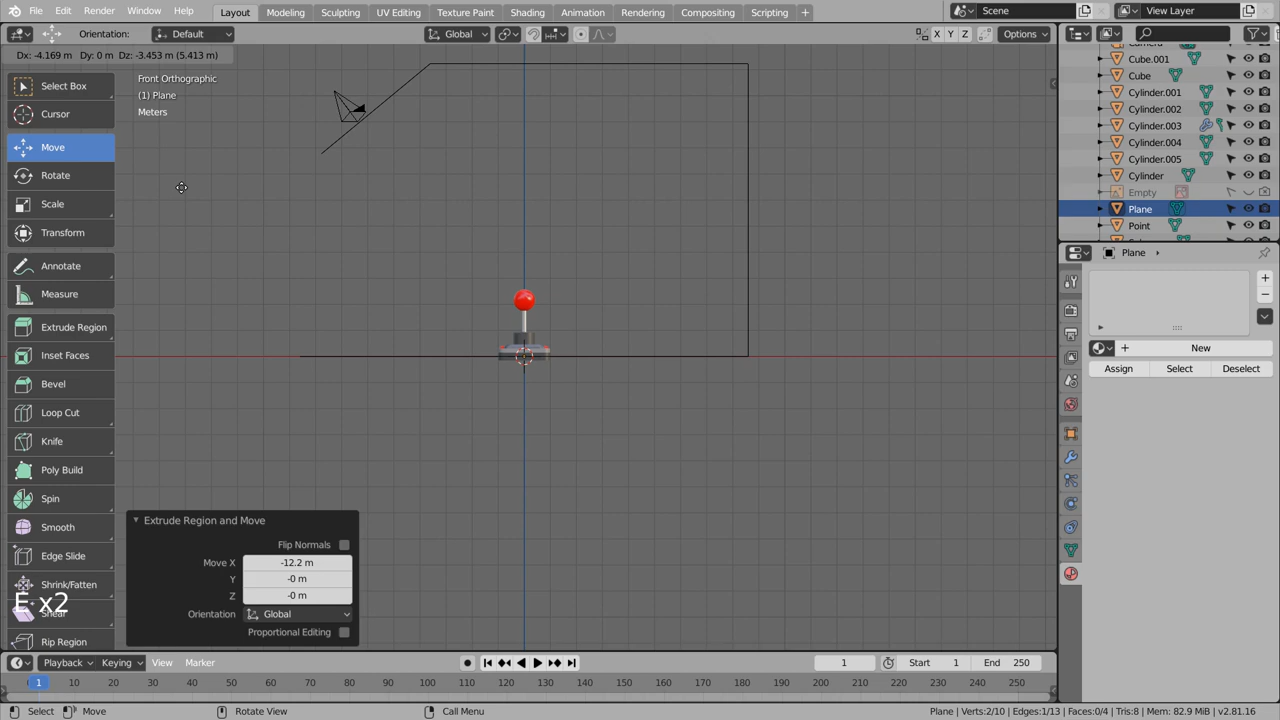 File Edit Render Window Help Layout Modeling Sculpting UV Editing Texture Paint Shading Animation Rendering Compositing Scripting + Scene View Layer
Orientation: Default Global X Y Z Options
Dx: -4.169 m Dy: 0 m Dz: -3.453 m (5.413 m)
Front Orthographic
(1) Plane
Meters
Select Box
Cursor
Move
Rotate
Scale
Transform
Annotate
Measure
Extrude Region
Inset Faces
Bevel
Loop Cut
Knife
Poly Build
Spin
Smooth
Edge Slide
Shrink/Fatten
Rip Region
E x2
Extrude Region and Move
Flip Normals
Move X -12.2 m
Y -0 m
Z -0 m
Orientation Global
Proportional Editing
Camera
Cube.001
Cube
Cylinder.001
Cylinder.002
Cylinder.003
Cylinder.004
Cylinder.005
Cylinder
Empty
Plane
Point
Plane
New
Assign Select Deselect
Playback Keying View Marker 1 Start 1 End 250
1 10 20 30 40 50 60 70 80 90 100 110 120 130 140 150 160 170 180 190 200 210 220 230 240 250
Select Move Rotate View Call Menu Plane | Verts:2/10 | Edges:1/13 | Faces:0/4 | Tris:8 | Mem: 82.9 MiB | v2.81.16